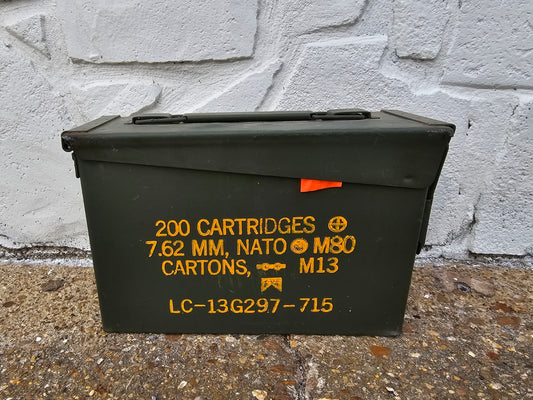 200 CARTRIDGES
7.62 MM, NATO M80
CARTONS, M13
LC-13G297-715